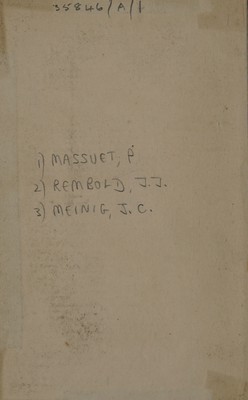 35846/A/1
1) MASSUET, P
2) REMBOLD, J.J.
3) MEINIG, J.C.